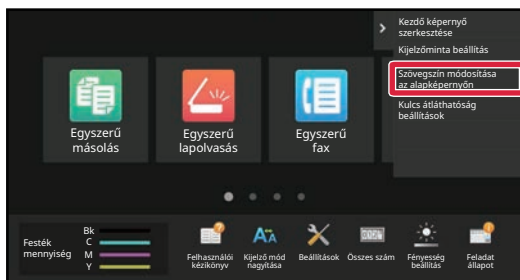 Kezdő képernyő
szerkesztése
Kijelzőminta beállítás
Szövegszín módosítása
az alapképernyőn
Kulcs átláthatóság
beállítások
Egyszerű
másolás
Egyszerű
lapolvasás
Egyszerű
fax
Festék
mennyiség
Bk
C
M
Y
Felhasználói
kézikönyv
Kijelző mód
nagyítása
Beállítások
Összes szám
Fényesség
beállítás
Feladat
állapot